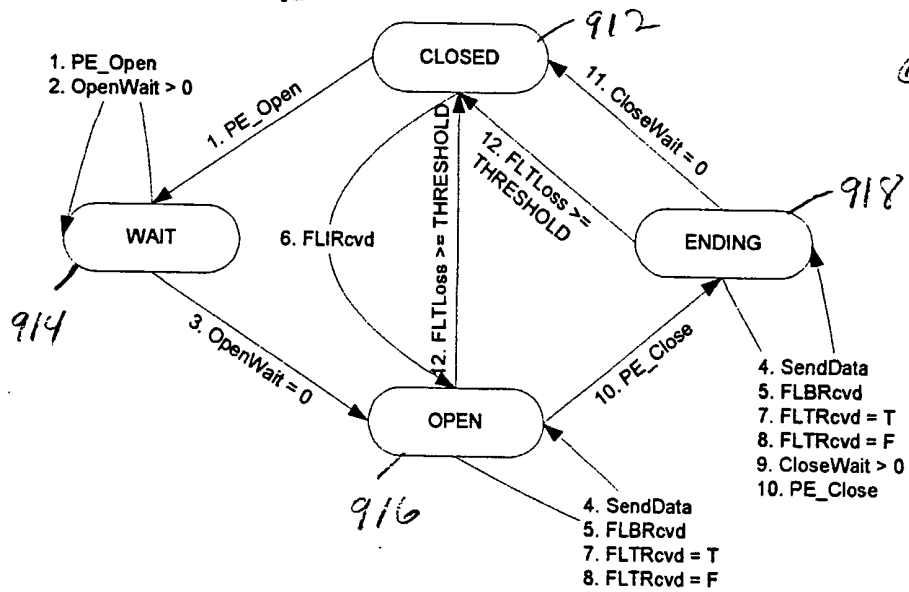 912
CLOSED
1. PE_Open
2. OpenWait > 0
1. PE_Open
11. CloseWait = 0
12. FLTLoss >= THRESHOLD
12. FLTLoss >=
THRESHOLD
918
WAIT
6. FLIRcvd
ENDING
914
3. OpenWait = 0
10. PE_Close
4. SendData
5. FLBRcvd
7. FLTRcvd = T
8. FLTRcvd = F
9. CloseWait > 0
10. PE_Close
OPEN
916
4. SendData
5. FLBRcvd
7. FLTRcvd = T
8. FLTRcvd = F